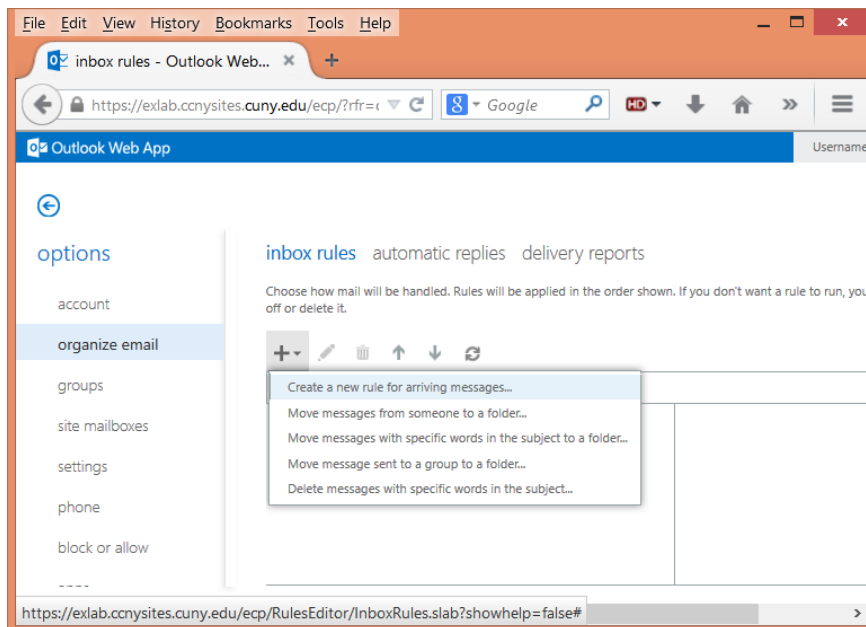 File Edit View History Bookmarks Tools Help
inbox rules - Outlook Web...
https://exlab.ccnysites.cuny.edu/ecp/?rfr= Google HD
Outlook Web App Username
options
inbox rules automatic replies delivery reports
Choose how mail will be handled. Rules will be applied in the order shown. If you don't want a rule to run, you
off or delete it.
account
organize email
groups
site mailboxes
settings
phone
block or allow
Create a new rule for arriving messages...
Move messages from someone to a folder...
Move messages with specific words in the subject to a folder...
Move message sent to a group to a folder...
Delete messages with specific words in the subject...
https://exlab.ccnysites.cuny.edu/ecp/RulesEditor/InboxRules.slab?showhelp=false#